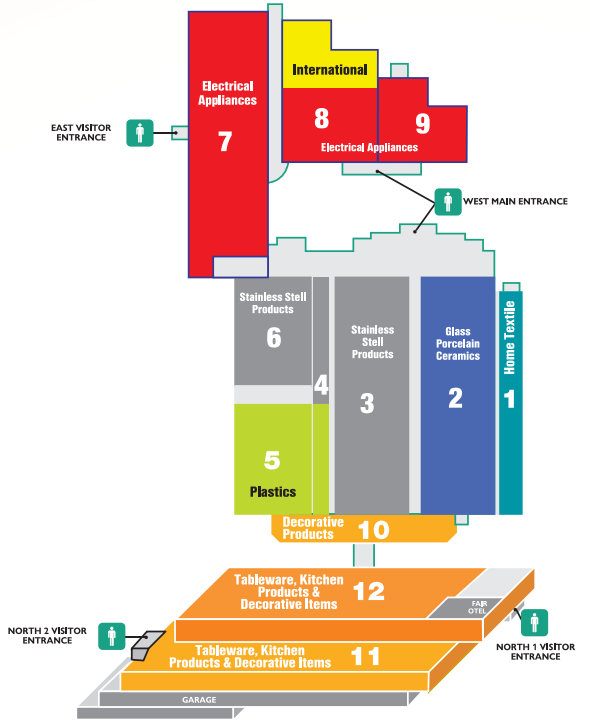 International
Electrical
Appliances
7
8
9
Electrical Appliances
EAST VISITOR
ENTRANCE
WEST MAIN ENTRANCE
Stainless Stell
Products
6
4
Stainless
Stell
Products
3
Glass
Porcelain
Ceramics
2
Home Textile
1
5
Plastics
Decorative
Products
10
Tableware, Kitchen
Products &
Decorative Items
12
FAIR
OTEL
NORTH 2 VISITOR
ENTRANCE
NORTH 1 VISITOR
ENTRANCE
Tableware, Kitchen
Products & Decorative Items
11
GARAGE